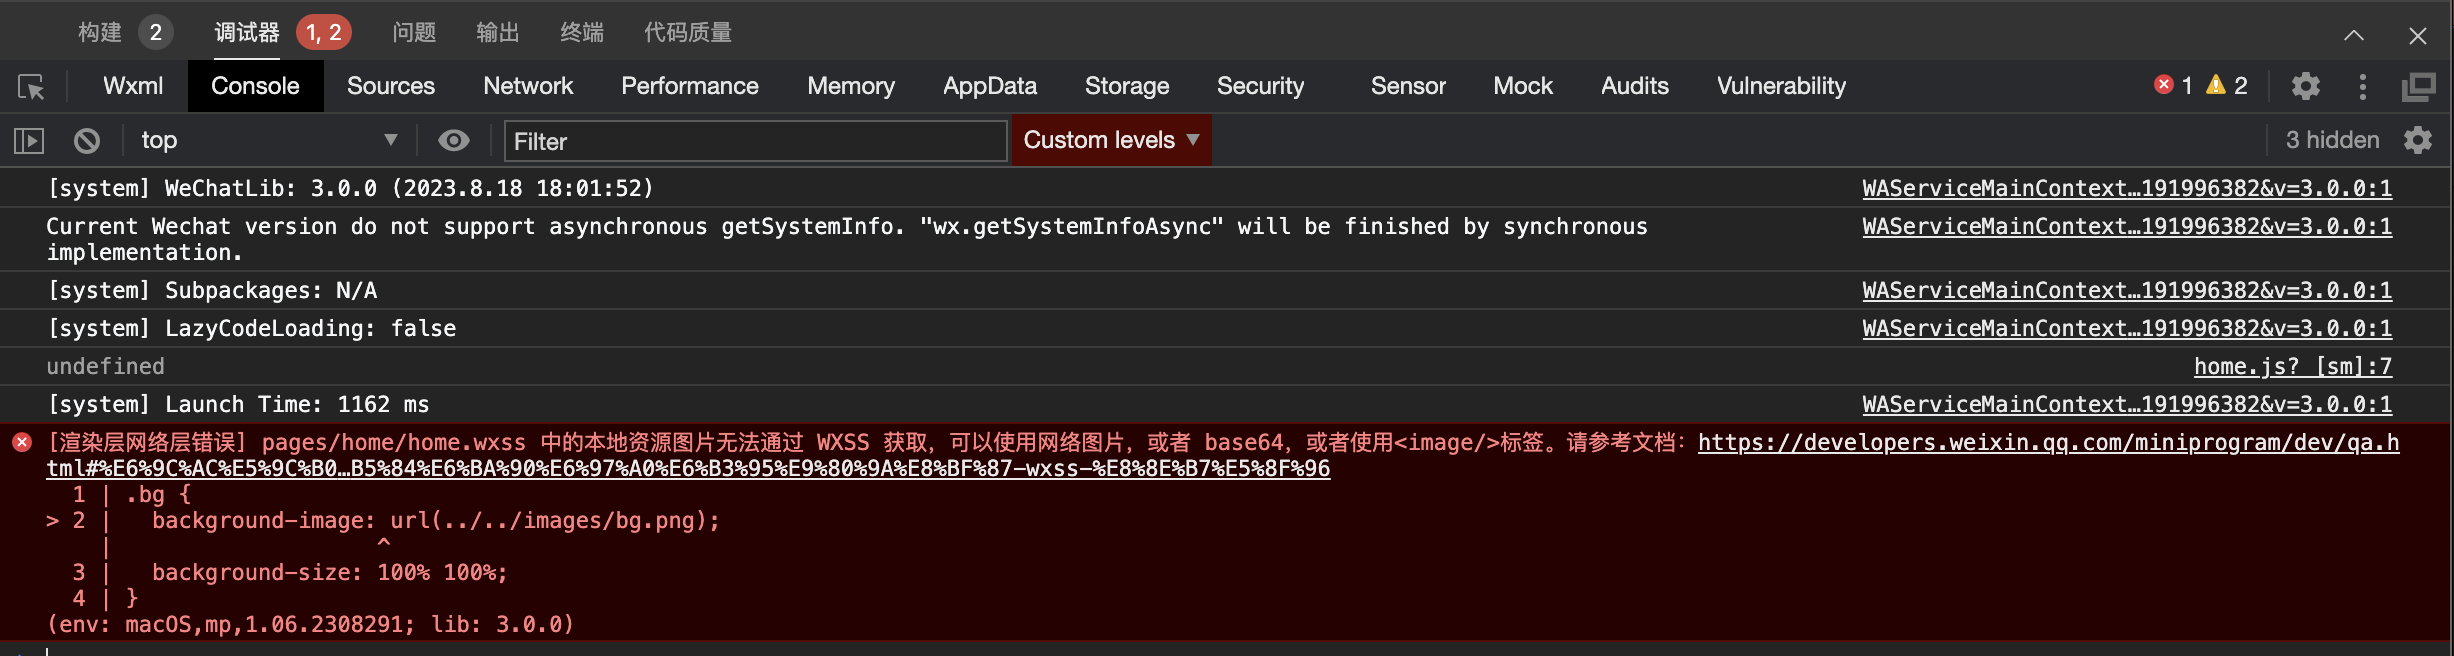 构建 2 调试器 1, 2 问题 输出 终端 代码质量
Wxml Console Sources Network Performance Memory AppData Storage Security Sensor Mock Audits Vulnerability 1 2
top Filter Custom levels 3 hidden
[system] WeChatLib: 3.0.0 (2023.8.18 18:01:52) WAServiceMainContext…191996382&v=3.0.0:1
Current Wechat version do not support asynchronous getSystemInfo. "wx.getSystemInfoAsync" will be finished by synchronous WAServiceMainContext…191996382&v=3.0.0:1
implementation.
[system] Subpackages: N/A WAServiceMainContext…191996382&v=3.0.0:1
[system] LazyCodeLoading: false WAServiceMainContext…191996382&v=3.0.0:1
undefined home.js? [sm]:7
[system] Launch Time: 1162 ms WAServiceMainContext…191996382&v=3.0.0:1
[渲染层网络层错误] pages/home/home.wxss 中的本地资源图片无法通过 WXSS 获取，可以使用网络图片，或者 base64，或者使用<image/>标签。请参考文档：https://developers.weixin.qq.com/miniprogram/dev/qa.h
tml#%E6%9C%AC%E5%9C%B0…B5%84%E6%BA%90%E6%97%A0%E6%B3%95%E9%80%9A%E8%BF%87-wxss-%E8%8E%B7%E5%8F%96
1 | .bg {
> 2 | background-image: url(../../images/bg.png);
| ^
3 | background-size: 100% 100%;
4 | }
(env: macOS,mp,1.06.2308291; lib: 3.0.0)